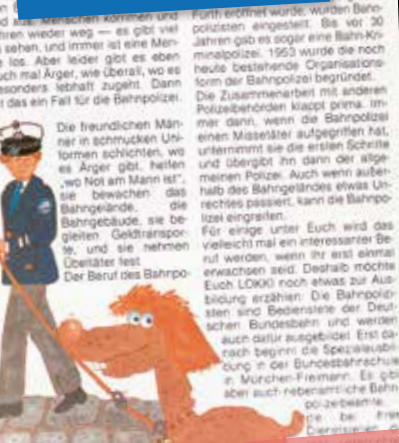 und aus. Menschen kommen und
hren wieder weg — es gibt viel
sehen, und immer ist eine Men-
e los. Aber leider gibt es eben
uch mal Ärger, wie überall, wo es
esonders lebhaft zugeht. Dann
t das ein Fall für die Bahnpolizei.
Die freundlichen Män-
ner in schmucken Uni-
formen schlichten, wo
es Ärger gibt, helfen
„wo Not am Mann ist",
sie bewachen das
Bahngelände, die
Bahngebäude, sie be-
gleiten Geldtranspor-
te, und sie nehmen
Übeltäter fest.
Der Beruf des Bahnpo-
Fürth eröffnet wurde, wurden Bahn-
polizisten eingestellt. Bis vor 30
Jahren gab es sogar eine Bahn-Kri-
minalpolizei. 1953 wurde die noch
heute bestehende Organisations-
form der Bahnpolizei begründet.
Die Zusammenarbeit mit anderen
Polizeibehörden klappt prima. Im-
mer dann, wenn die Bahnpolizei
einen Missetäter aufgegriffen hat,
unternimmt sie die ersten Schritte
und übergibt ihn dann der allge-
meinen Polizei. Auch wenn außer-
halb des Bahngeländes etwas Un-
rechtes passiert, kann die Bahnpo-
lizei eingreifen.
Für einige unter Euch wird das
vielleicht mal ein interessanter Be-
ruf werden, wenn Ihr erst einmal
erwachsen seid. Deshalb möchte
Euch LOKKI noch etwas zur Aus-
bildung erzählen: Die Bahnpolizi-
sten sind Bedienstete der Deut-
schen Bundesbahn und werden
auch dafür ausgebildet. Erst da-
nach beginnt die Spezialausbil-
dung in der Bundesbahnschule
in München-Freimann. Es gibt
aber auch nebenamtliche Bahn-
polizeibeamte,
die bei ihren
Dienststellen